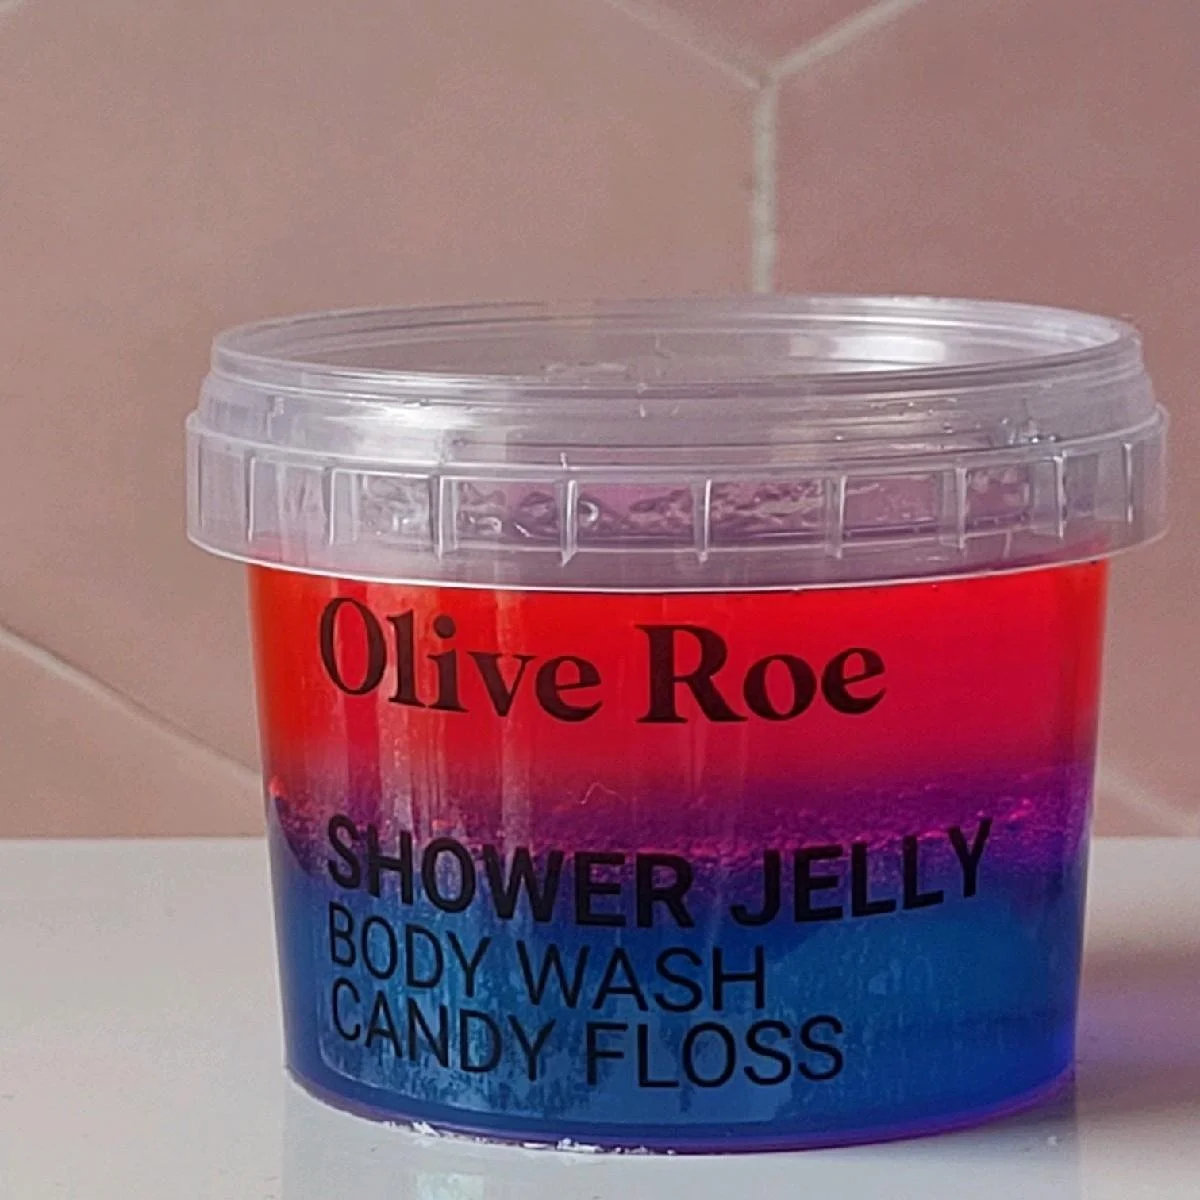 Olive Roe
SHOWER JELLY
BODY WASH
CANDY FLOSS